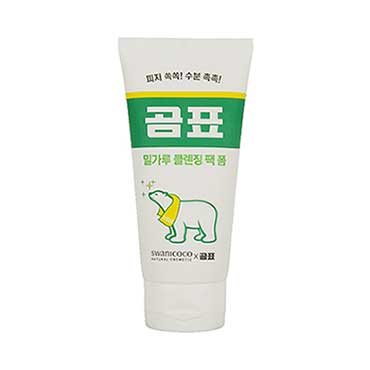 피지 쏙쏙! 수분 촉촉!
곰표
밀가루 클렌징 팩 폼
swanicoco x 곰표
NATURAL COSMETIC